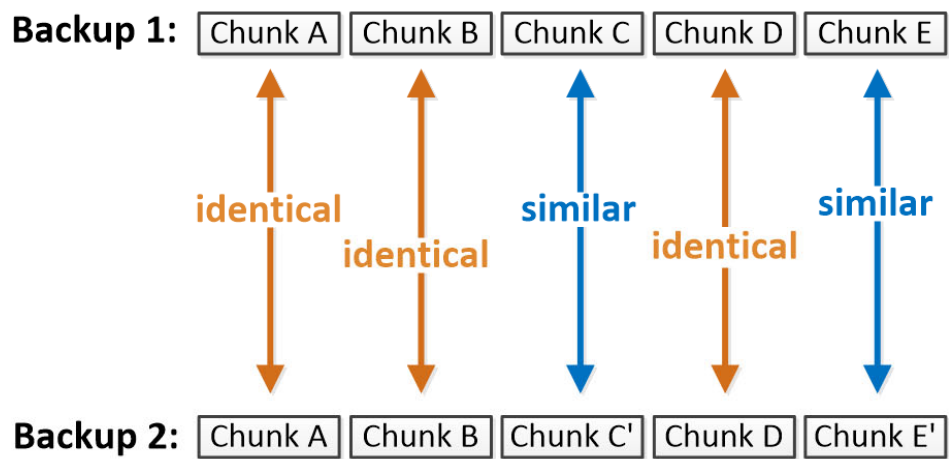 Backup 1: Chunk A Chunk B Chunk C Chunk D Chunk E
identical identical similar identical similar
Backup 2: Chunk A Chunk B Chunk C' Chunk D Chunk E'